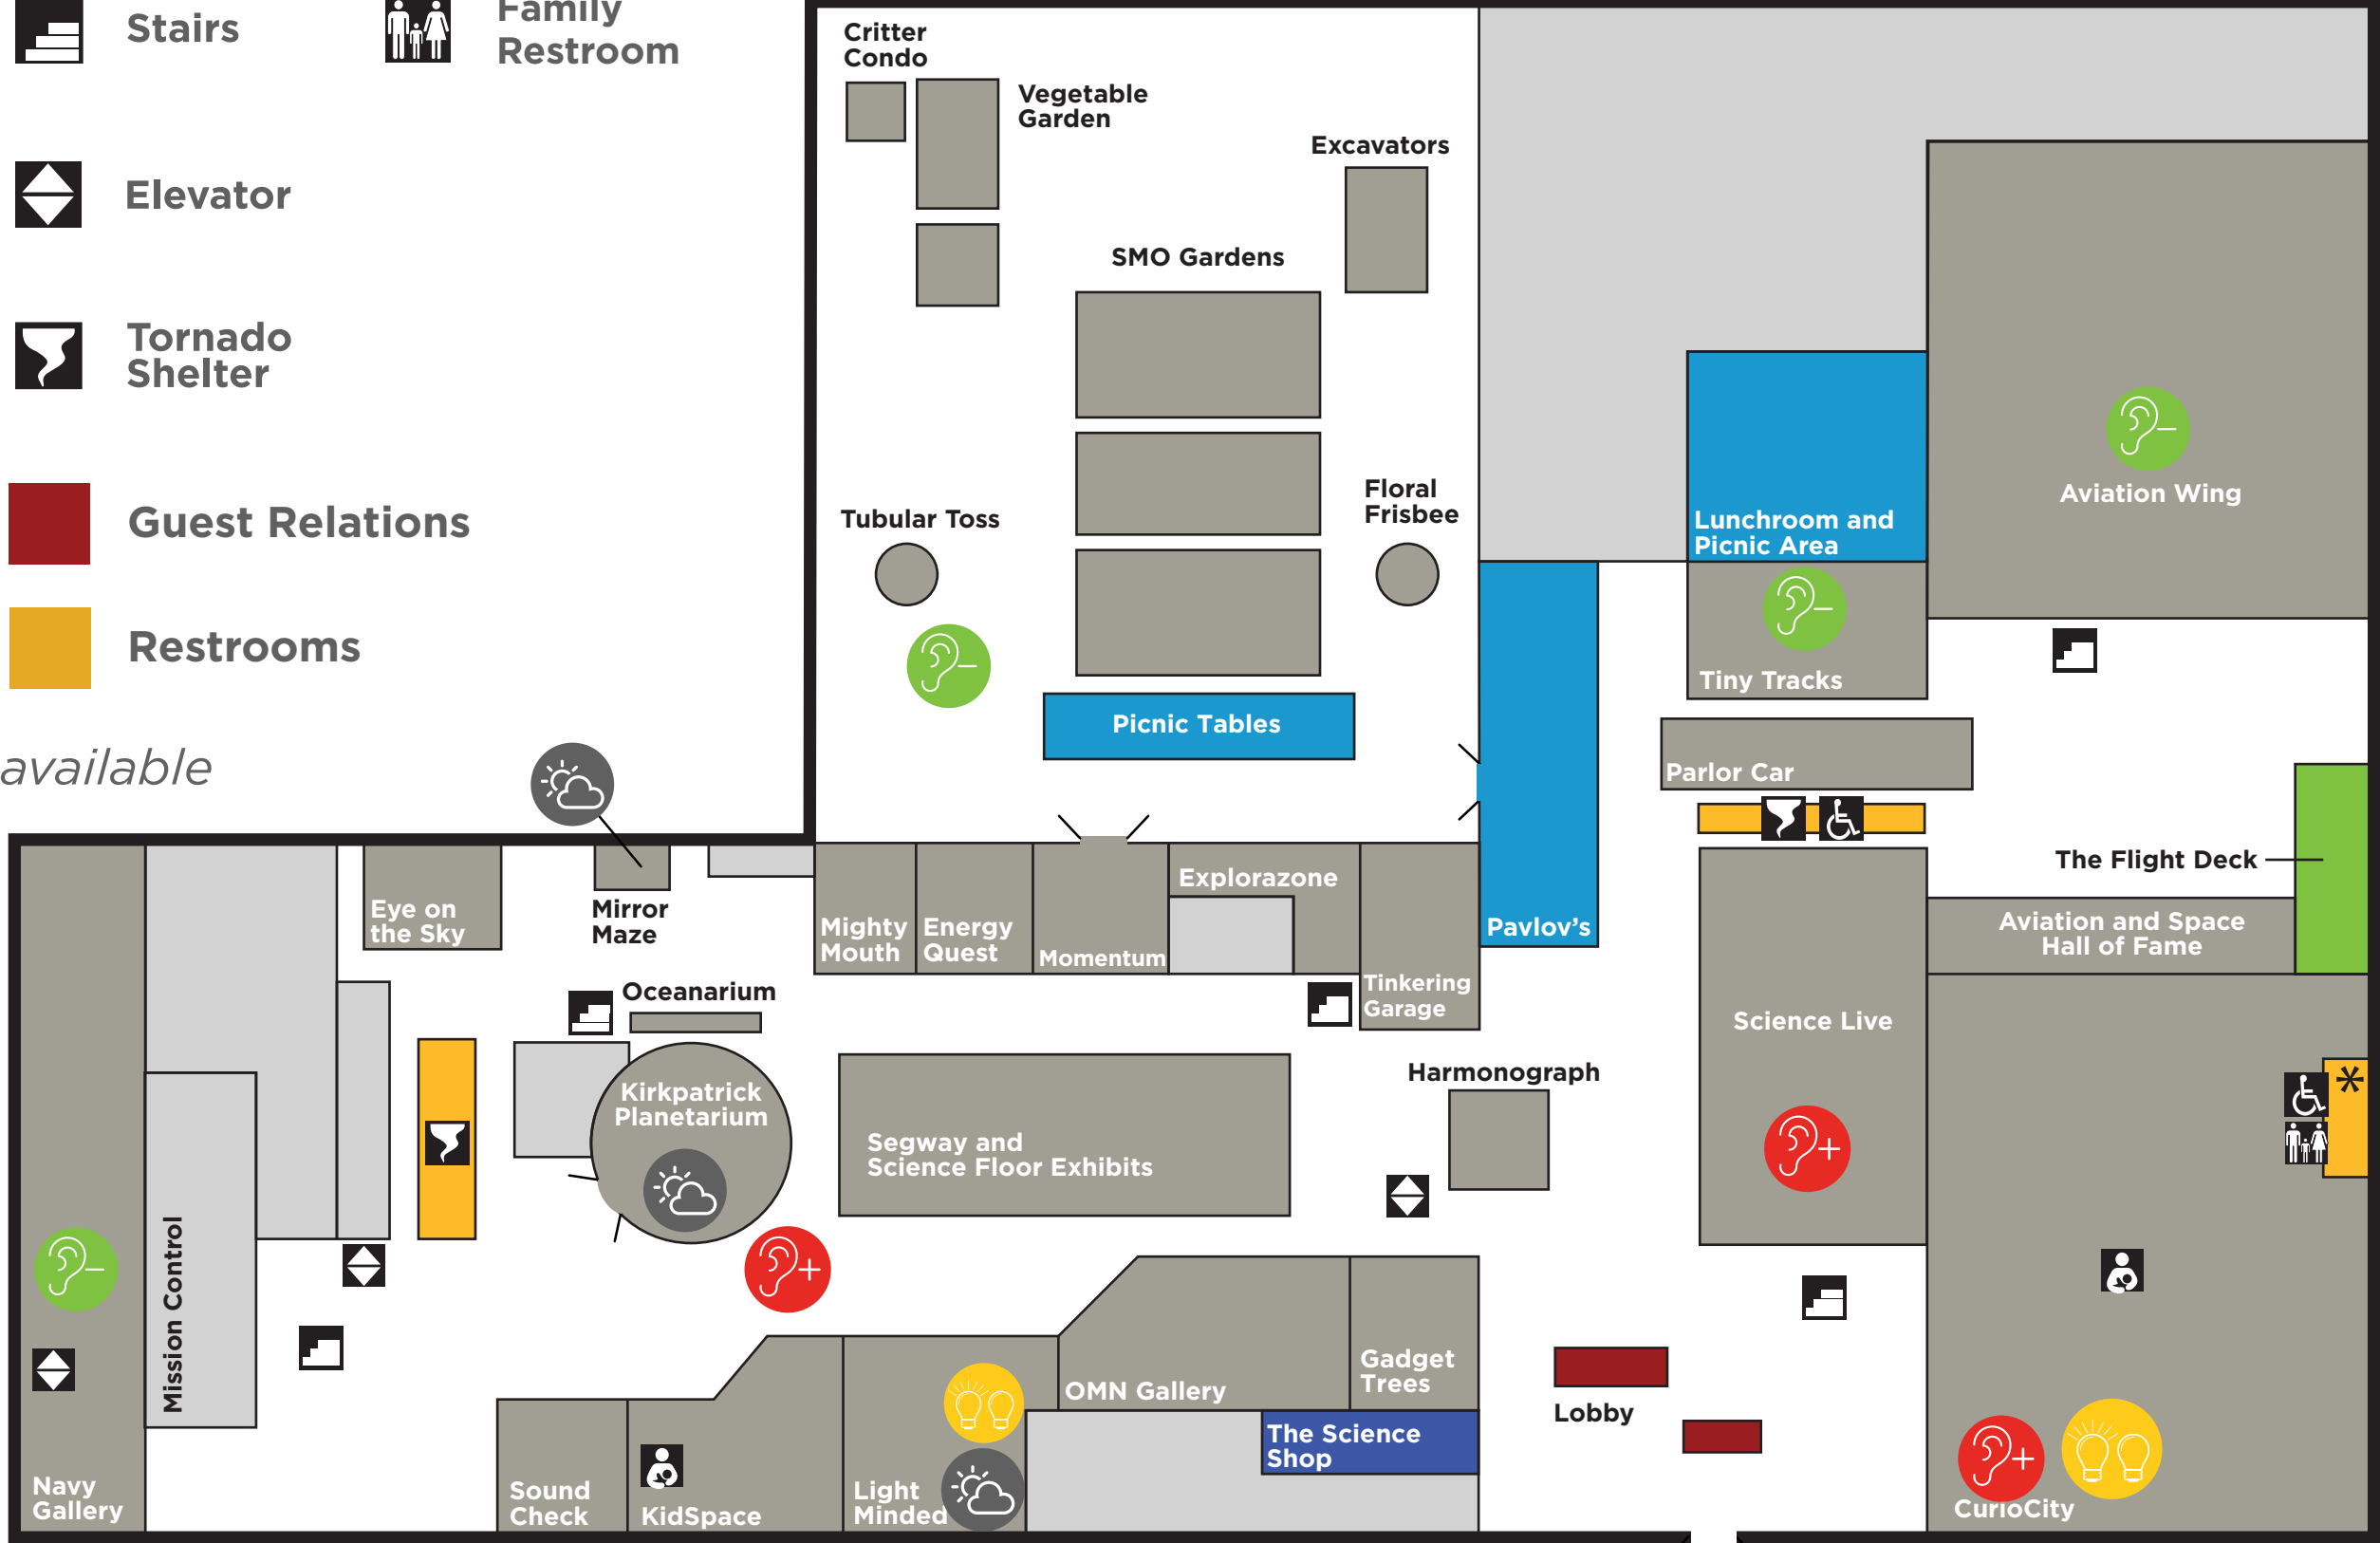 Stairs
Family
Restroom
Elevator
Tornado
Shelter
Guest Relations
Restrooms
available
Critter
Condo
Vegetable
Garden
Excavators
SMO Gardens
Tubular Toss
Floral
Frisbee
Picnic Tables
Lunchroom and
Picnic Area
Aviation Wing
Tiny Tracks
Parlor Car
The Flight Deck
Aviation and Space
Hall of Fame
Eye on
the Sky
Mirror
Maze
Mighty
Mouth
Energy
Quest
Momentum
Explorazone
Tinkering
Garage
Pavlov's
Oceanarium
Kirkpatrick
Planetarium
Segway and
Science Floor Exhibits
Harmonograph
Science Live
*
Mission Control
Navy
Gallery
Sound
Check
KidSpace
Light
Minded
OMN Gallery
Gadget
Trees
The Science
Shop
Lobby
CurioCity